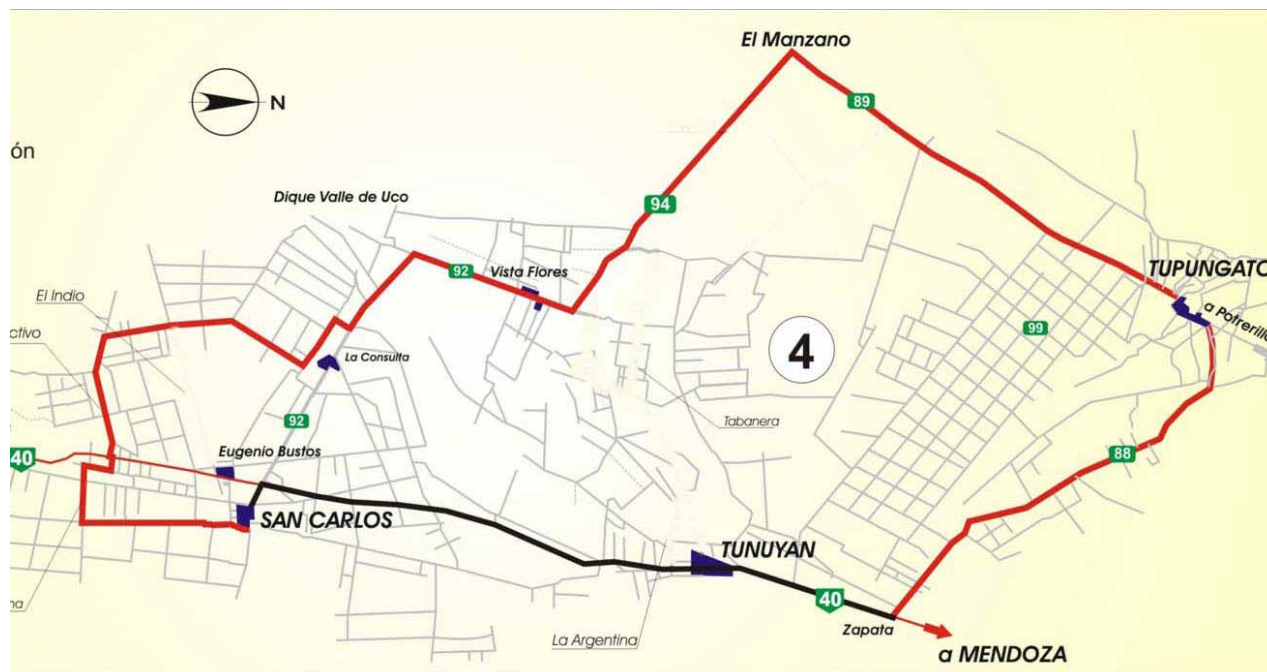 El Manzano
89
N
ón
Dique Valle de Uco
94
92
Vista Flores
TUPUNGATO
a Potrerill
El Indio
ctivo
La Consulta
4
99
92
Tabanera
Eugenio Bustos
40
88
SAN CARLOS
TUNUYAN
40
na
La Argentina
Zapata
a MENDOZA